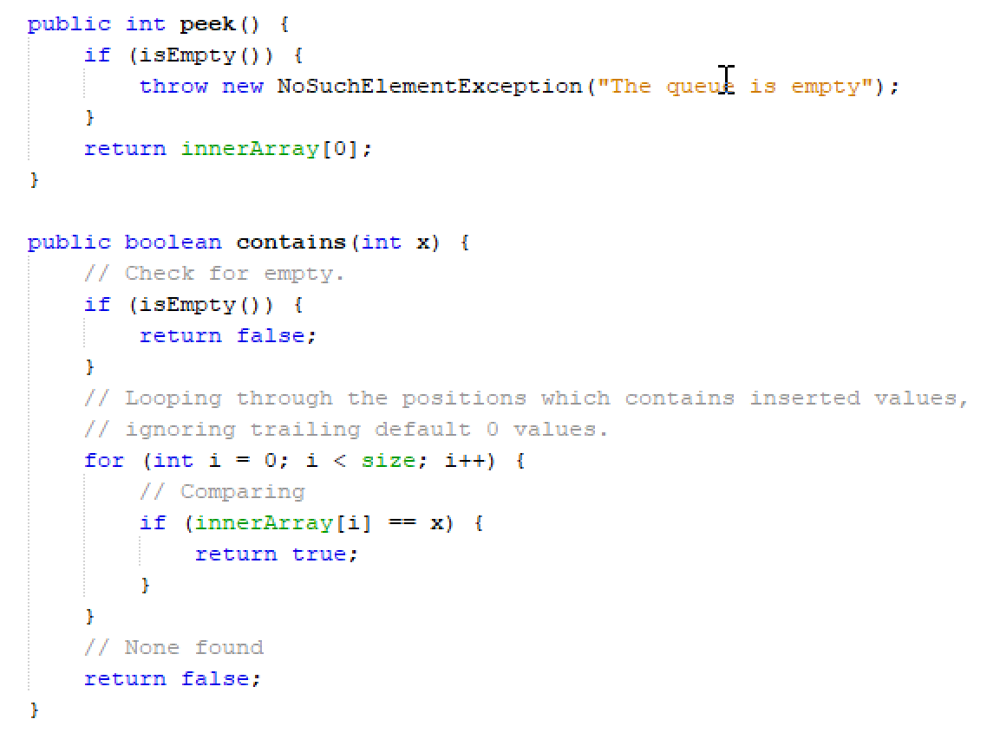 public int peek() {
    if (isEmpty()) {
        throw new NoSuchElementException("The queue is empty");
    }
    return innerArray[0];
}

public boolean contains(int x) {
    // Check for empty.
    if (isEmpty()) {
        return false;
    }
    // Looping through the positions which contains inserted values,
    // ignoring trailing default 0 values.
    for (int i = 0; i < size; i++) {
        // Comparing
        if (innerArray[i] == x) {
            return true;
        }
    }
    // None found
    return false;
}